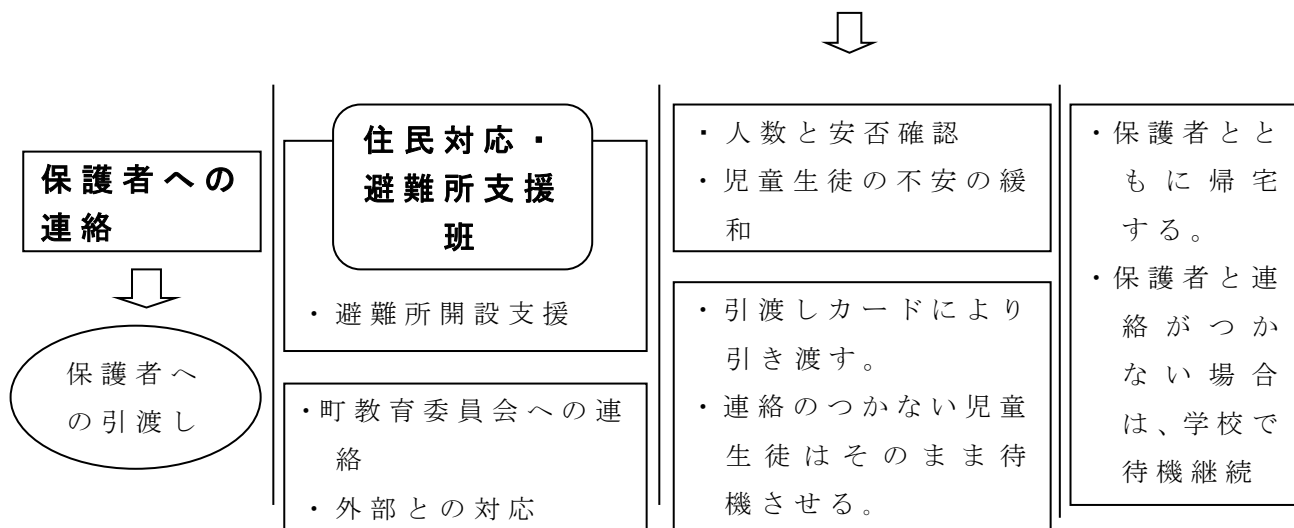 保護者への
連絡
保護者へ
の引渡し
住民対応・
避難所支援
班
・避難所開設支援
・町教育委員会への連
絡
・外部との対応
・人数と安否確認
・児童生徒の不安の緩
和
・引渡しカードにより
引き渡す。
・連絡のつかない児童
生徒はそのまま待
機させる。
・保護者とと
もに帰宅
する。
・保護者と連
絡がつか
ない場合
は、学校で
待機継続